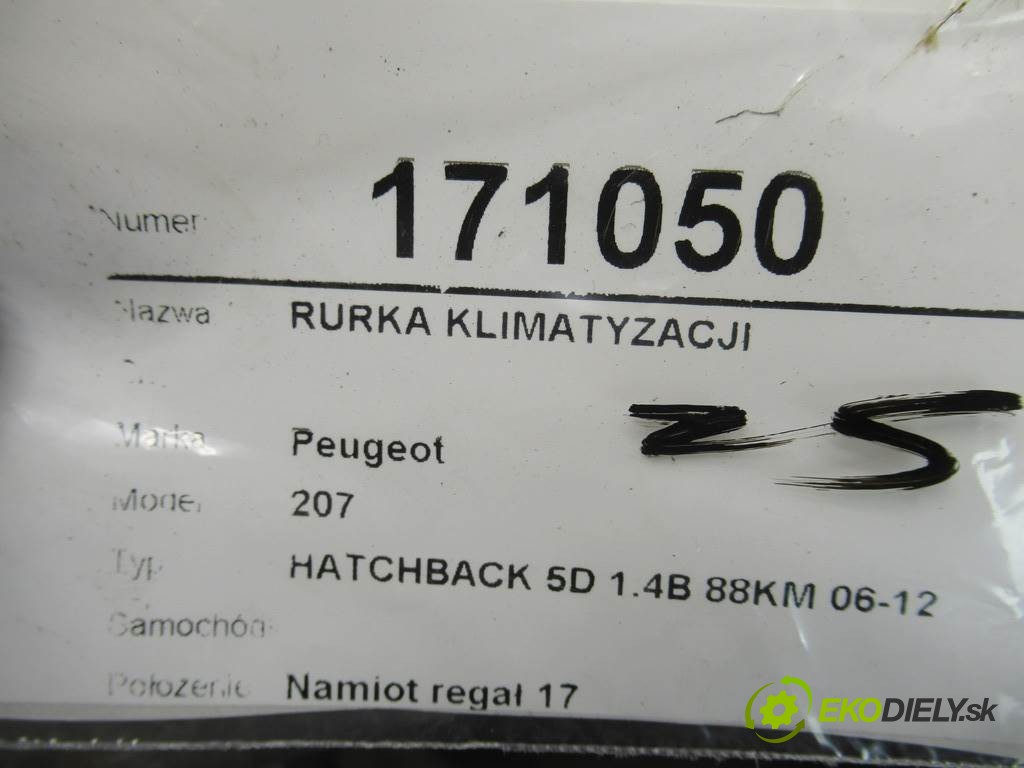 Numer 171050
Nazwa RURKA KLIMATYZACJI
Marka Peugeot
Model 207
Typ HATCHBACK 5D 1.4B 88KM 06-12
Samochód
Położenie Namiot regał 17
EKODIELY.sk